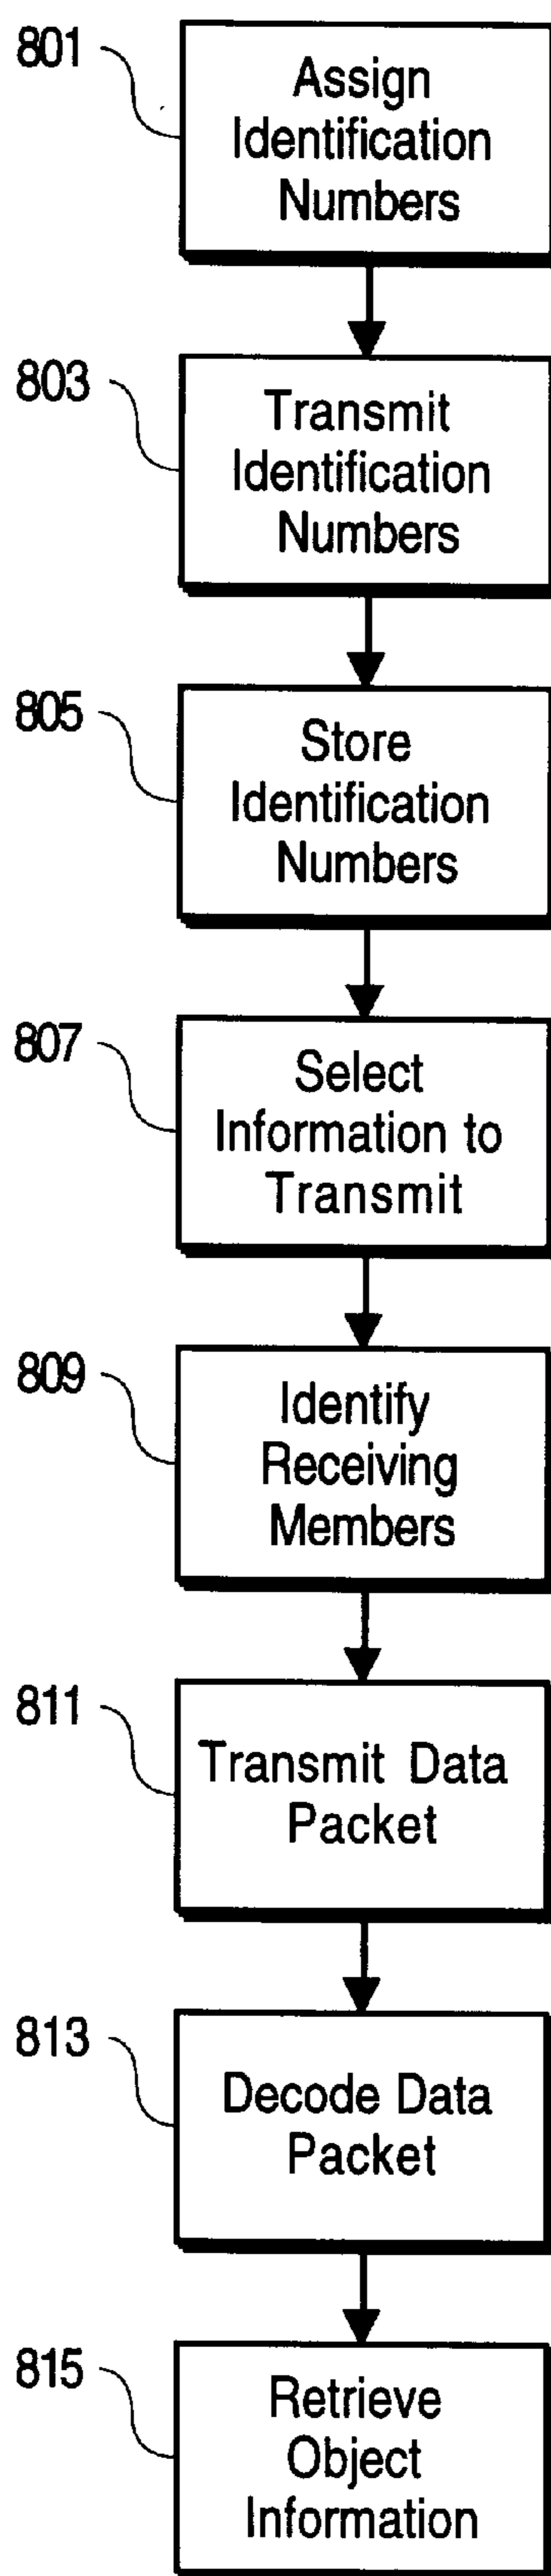 801
Assign
Identification
Numbers
803
Transmit
Identification
Numbers
805
Store
Identification
Numbers
807
Select
Information to
Transmit
809
Identify
Receiving
Members
811
Transmit Data
Packet
813
Decode Data
Packet
815
Retrieve
Object
Information